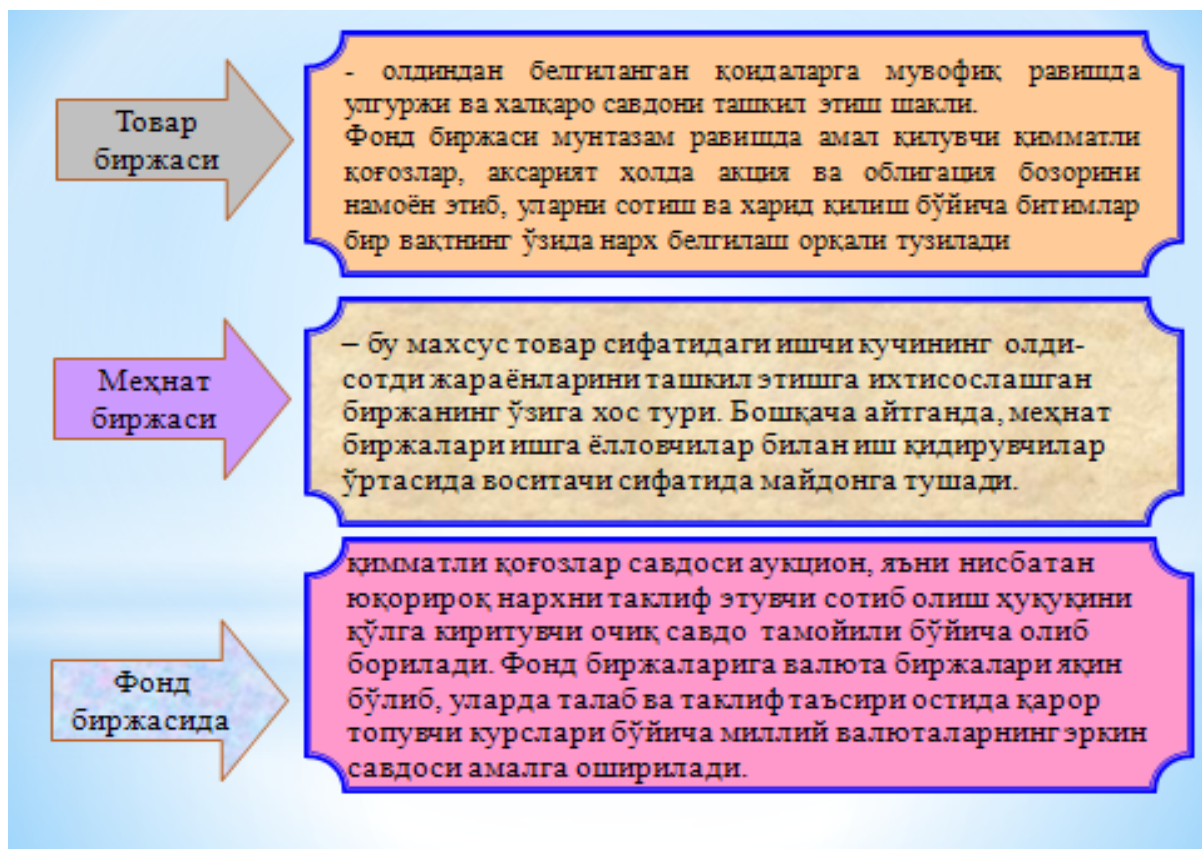 Товар
биржаси
- олдиндан белгиланган қоидаларга мувофиқ равишда
улгуржи ва халқаро савдони ташкил этиш шакли.
Фонд биржаси мунтазам равишда амал қилувчи қимматли
қоғозлар, аксарият ҳолда акция ва облигация бозорини
намоён этиб, уларни сотиш ва харид қилиш бўйича битимлар
бир вақтнинг ўзида нарх белгилаш орқали тузилади
Меҳнат
биржаси
– бу махсус товар сифатидаги ишчи кучининг олди-
сотди жараёнларини ташкил этишга ихтисослашган
биржанинг ўзига хос тури. Бошқача айтганда, меҳнат
биржалари ишга ёлловчилар билан иш қидирувчилар
ўртасида воситачи сифатида майдонга тушади.
Фонд
биржасида
қимматли қоғозлар савдоси аукцион, яъни нисбатан
юқорироқ нархни таклиф этувчи сотиб олиш ҳуқуқини
қўлга киритувчи очиқ савдо тамойили бўйича олиб
борилади. Фонд биржаларига валюта биржалари яқин
бўлиб, уларда талаб ва таклиф таъсири остида қарор
топувчи курслари бўйича миллий валюталарнинг эркин
савдоси амалга оширилади.